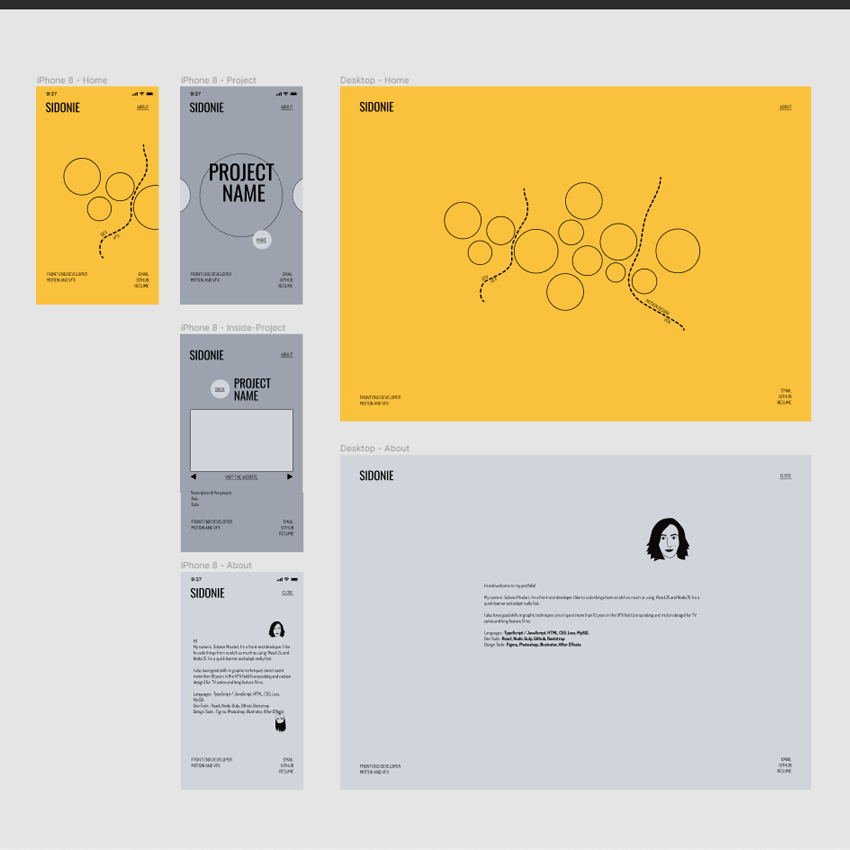 iPhone 8 - Home
9:27
SIDONIE
ABOUT
DEV
VFX
FRONT END DEVELOPER
MOTION AND VFX
EMAIL
GITHUB
RESUME
iPhone 8 - Project
9:27
SIDONIE
ABOUT
PROJECT
NAME
MORE
FRONT END DEVELOPER
MOTION AND VFX
EMAIL
GITHUB
RESUME
Desktop - Home
SIDONIE
ABOUT
DEV
VFX
MOTION DESIGN
VFX
FRONT END DEVELOPER
MOTION AND VFX
EMAIL
GITHUB
RESUME
iPhone 8 - Inside-Project
SIDONIE
ABOUT
BACK
PROJECT
NAME
VISIT THE WEBSITE
Description of the project
Role
Date
FRONT END DEVELOPER
MOTION AND VFX
EMAIL
GITHUB
RESUME
iPhone 8 - About
9:27
SIDONIE
CLOSE
Hi!
My name is Sidonie Moulart, I'm a front-end developer. I like
to code things from scratch as much as using React.JS and
Node.JS. I'm a quick learner and adapt really fast.
I also have good skills in graphic techniques since I spent
more than 10 years in the VFX field (compositing and motion
design) for TV series and feature films.
Languages : TypeScript / JavaScript, HTML, CSS, Less,
MySQL
Dev Tools : React, Node, Gulp, Github, Bootstrap
Design Tools : Figma, Photoshop, Illustrator, After Effects
FRONT END DEVELOPER
MOTION AND VFX
EMAIL
GITHUB
RESUME
Desktop - About
SIDONIE
CLOSE
Hi and welcome to my portfolio!
My name is Sidonie Moulart, I'm a front-end developer. I like to code things from scratch as much as using React.JS and Node.JS. I'm a
quick learner and adapt really fast.
I also have good skills in graphic techniques since I spent more than 10 years in the VFX field (compositing and motion design) for TV
series and feature films.
Languages : TypeScript / JavaScript, HTML, CSS, Less, MySQL
Dev Tools : React, Node, Gulp, Github, Bootstrap
Design Tools : Figma, Photoshop, Illustrator, After Effects
FRONT END DEVELOPER
MOTION AND VFX
EMAIL
GITHUB
RESUME